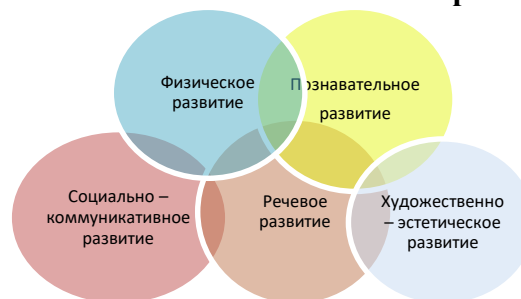 Физическое
развитие
Познавательное
развитие
Социально –
коммуникативное
развитие
Речевое
развитие
Художественно
– эстетическое
развитие